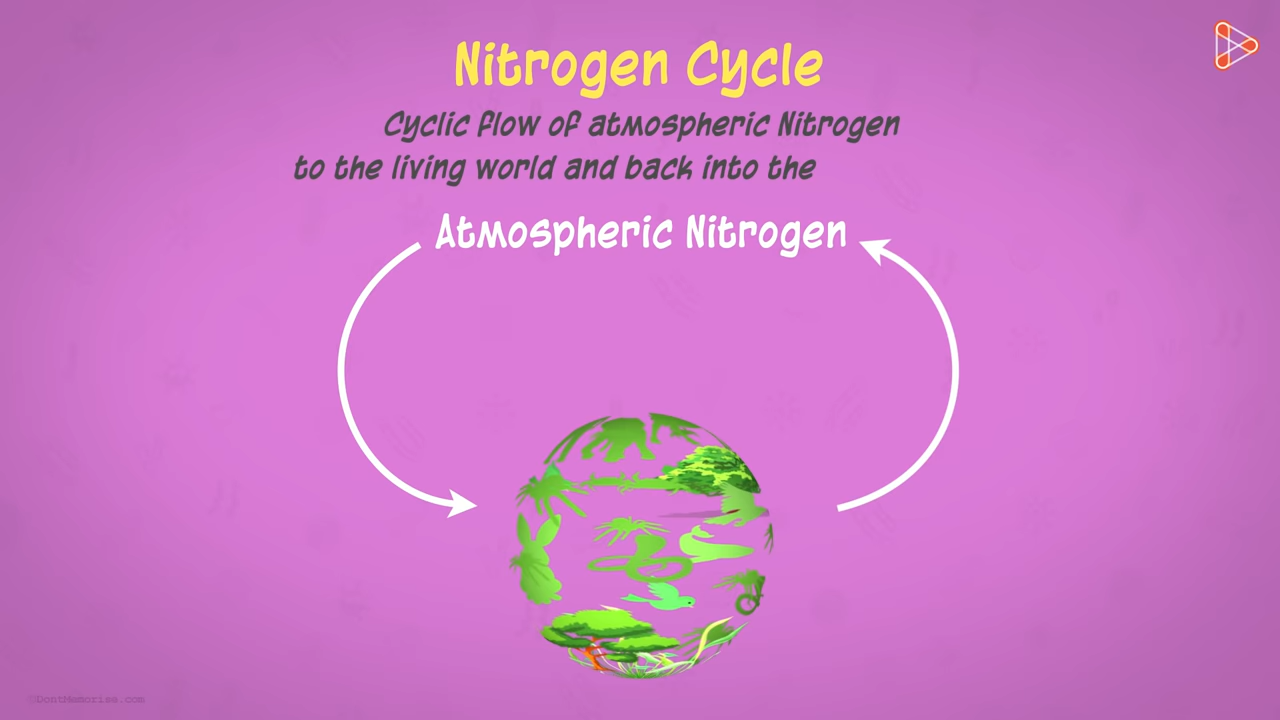 Nitrogen Cycle
Cyclic flow of atmospheric Nitrogen
to the living world and back into the
Atmospheric Nitrogen
©DontMemorise.com